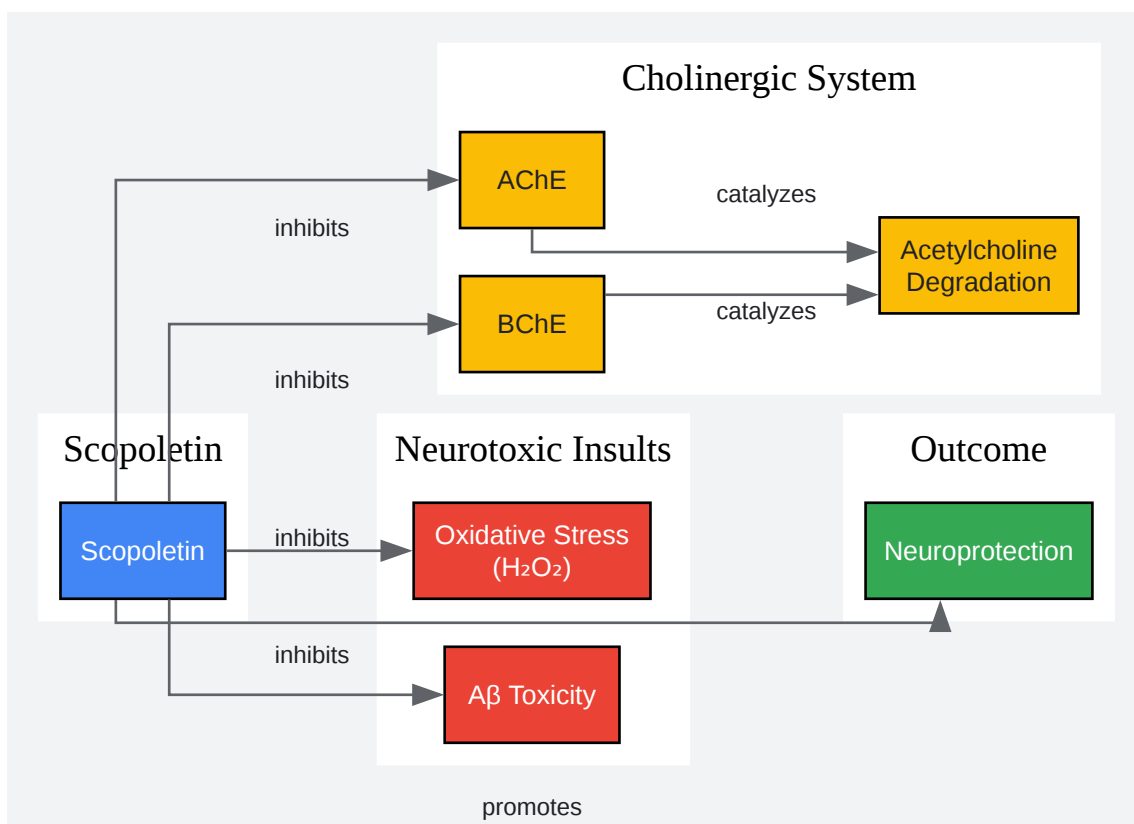 Cholinergic System
AChE
catalyzes
inhibits
Acetylcholine
Degradation
BChE
catalyzes
inhibits
Scopoletin
Neurotoxic Insults
Outcome
Scopoletin
inhibits
Oxidative Stress
(H₂O₂)
Neuroprotection
inhibits
Aβ Toxicity
promotes